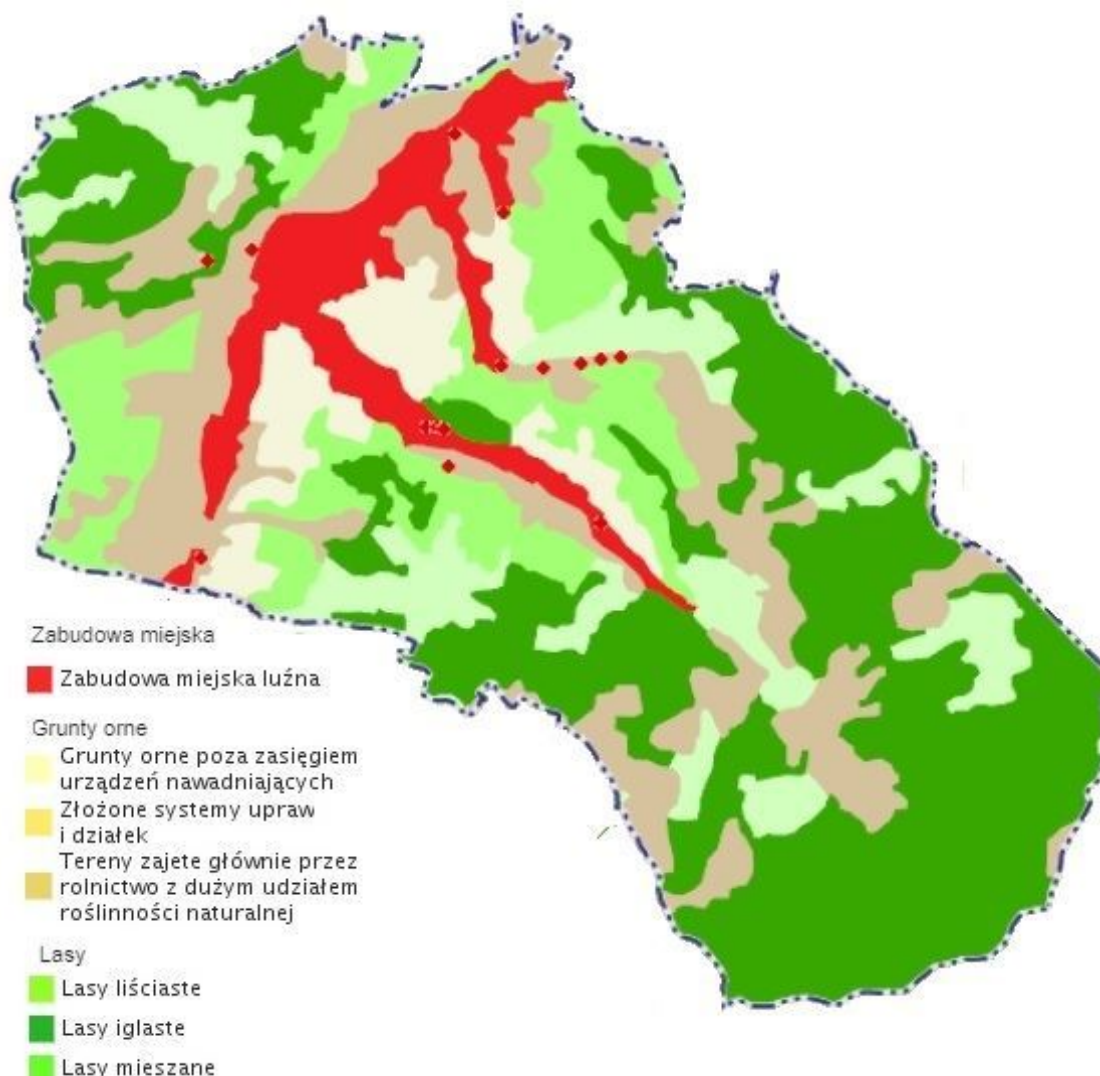 Zabudowa miejska
Zabudowa miejska luźna
Grunty orne
Grunty orne poza zasięgiem
urządzeń nawadniających
Złożone systemy upraw
i działek
Tereny zajete głównie przez
rolnictwo z dużym udziałem
roślinności naturalnej
Lasy
Lasy liściaste
Lasy iglaste
Lasy mieszane